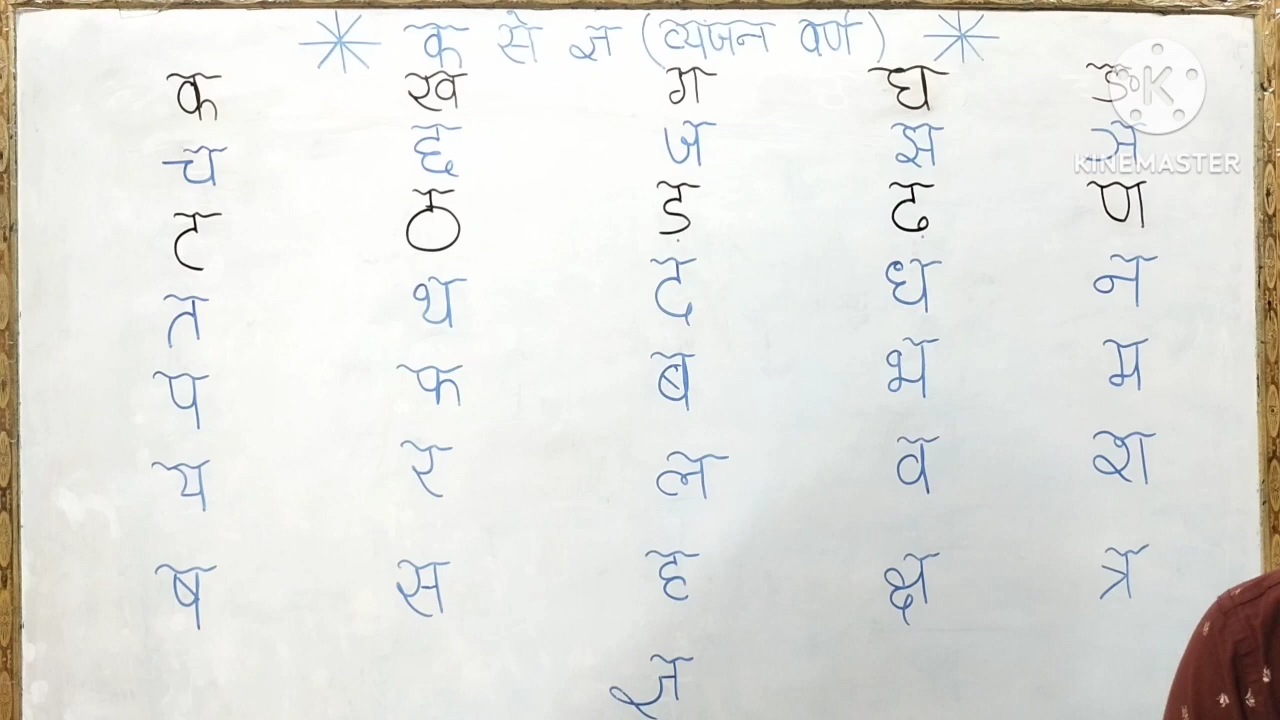 क से ज्ञ (व्यंजन वर्ण)
क ख ग घ ङ
च छ ज झ ञ
KINEMASTER
ट ठ ड ढ ण
त थ द ध न
प फ ब भ म
य र ल व श
ष स ह क्ष त्र
ज्ञ